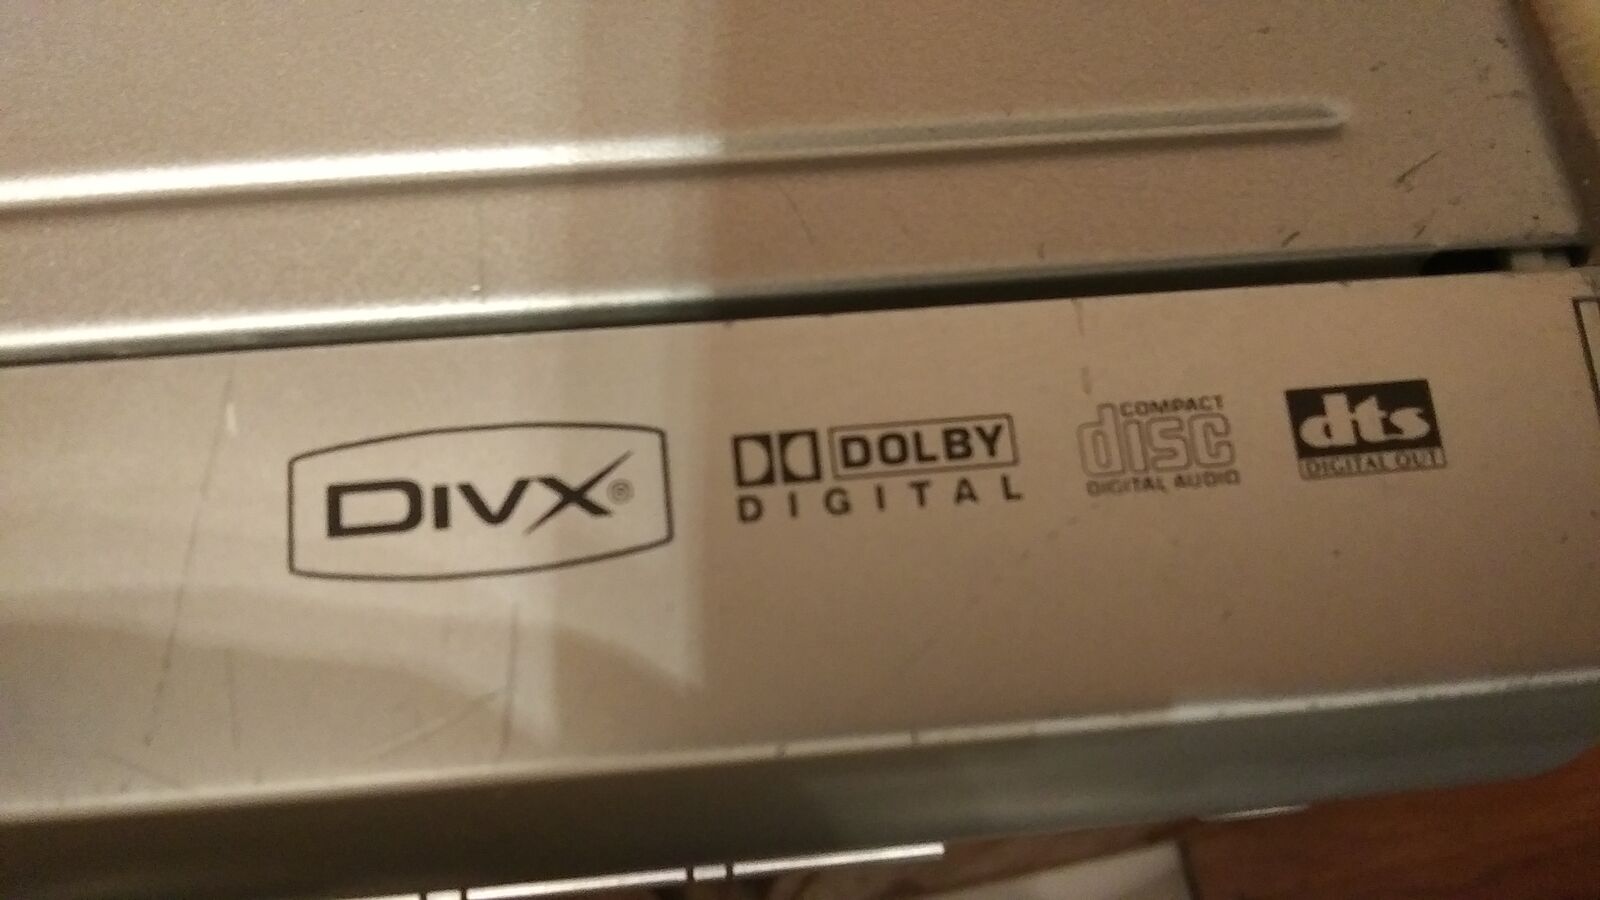 DIVX®
DOLBY
DIGITAL
COMPACT
disc
DIGITAL AUDIO
dts
DIGITAL OUT